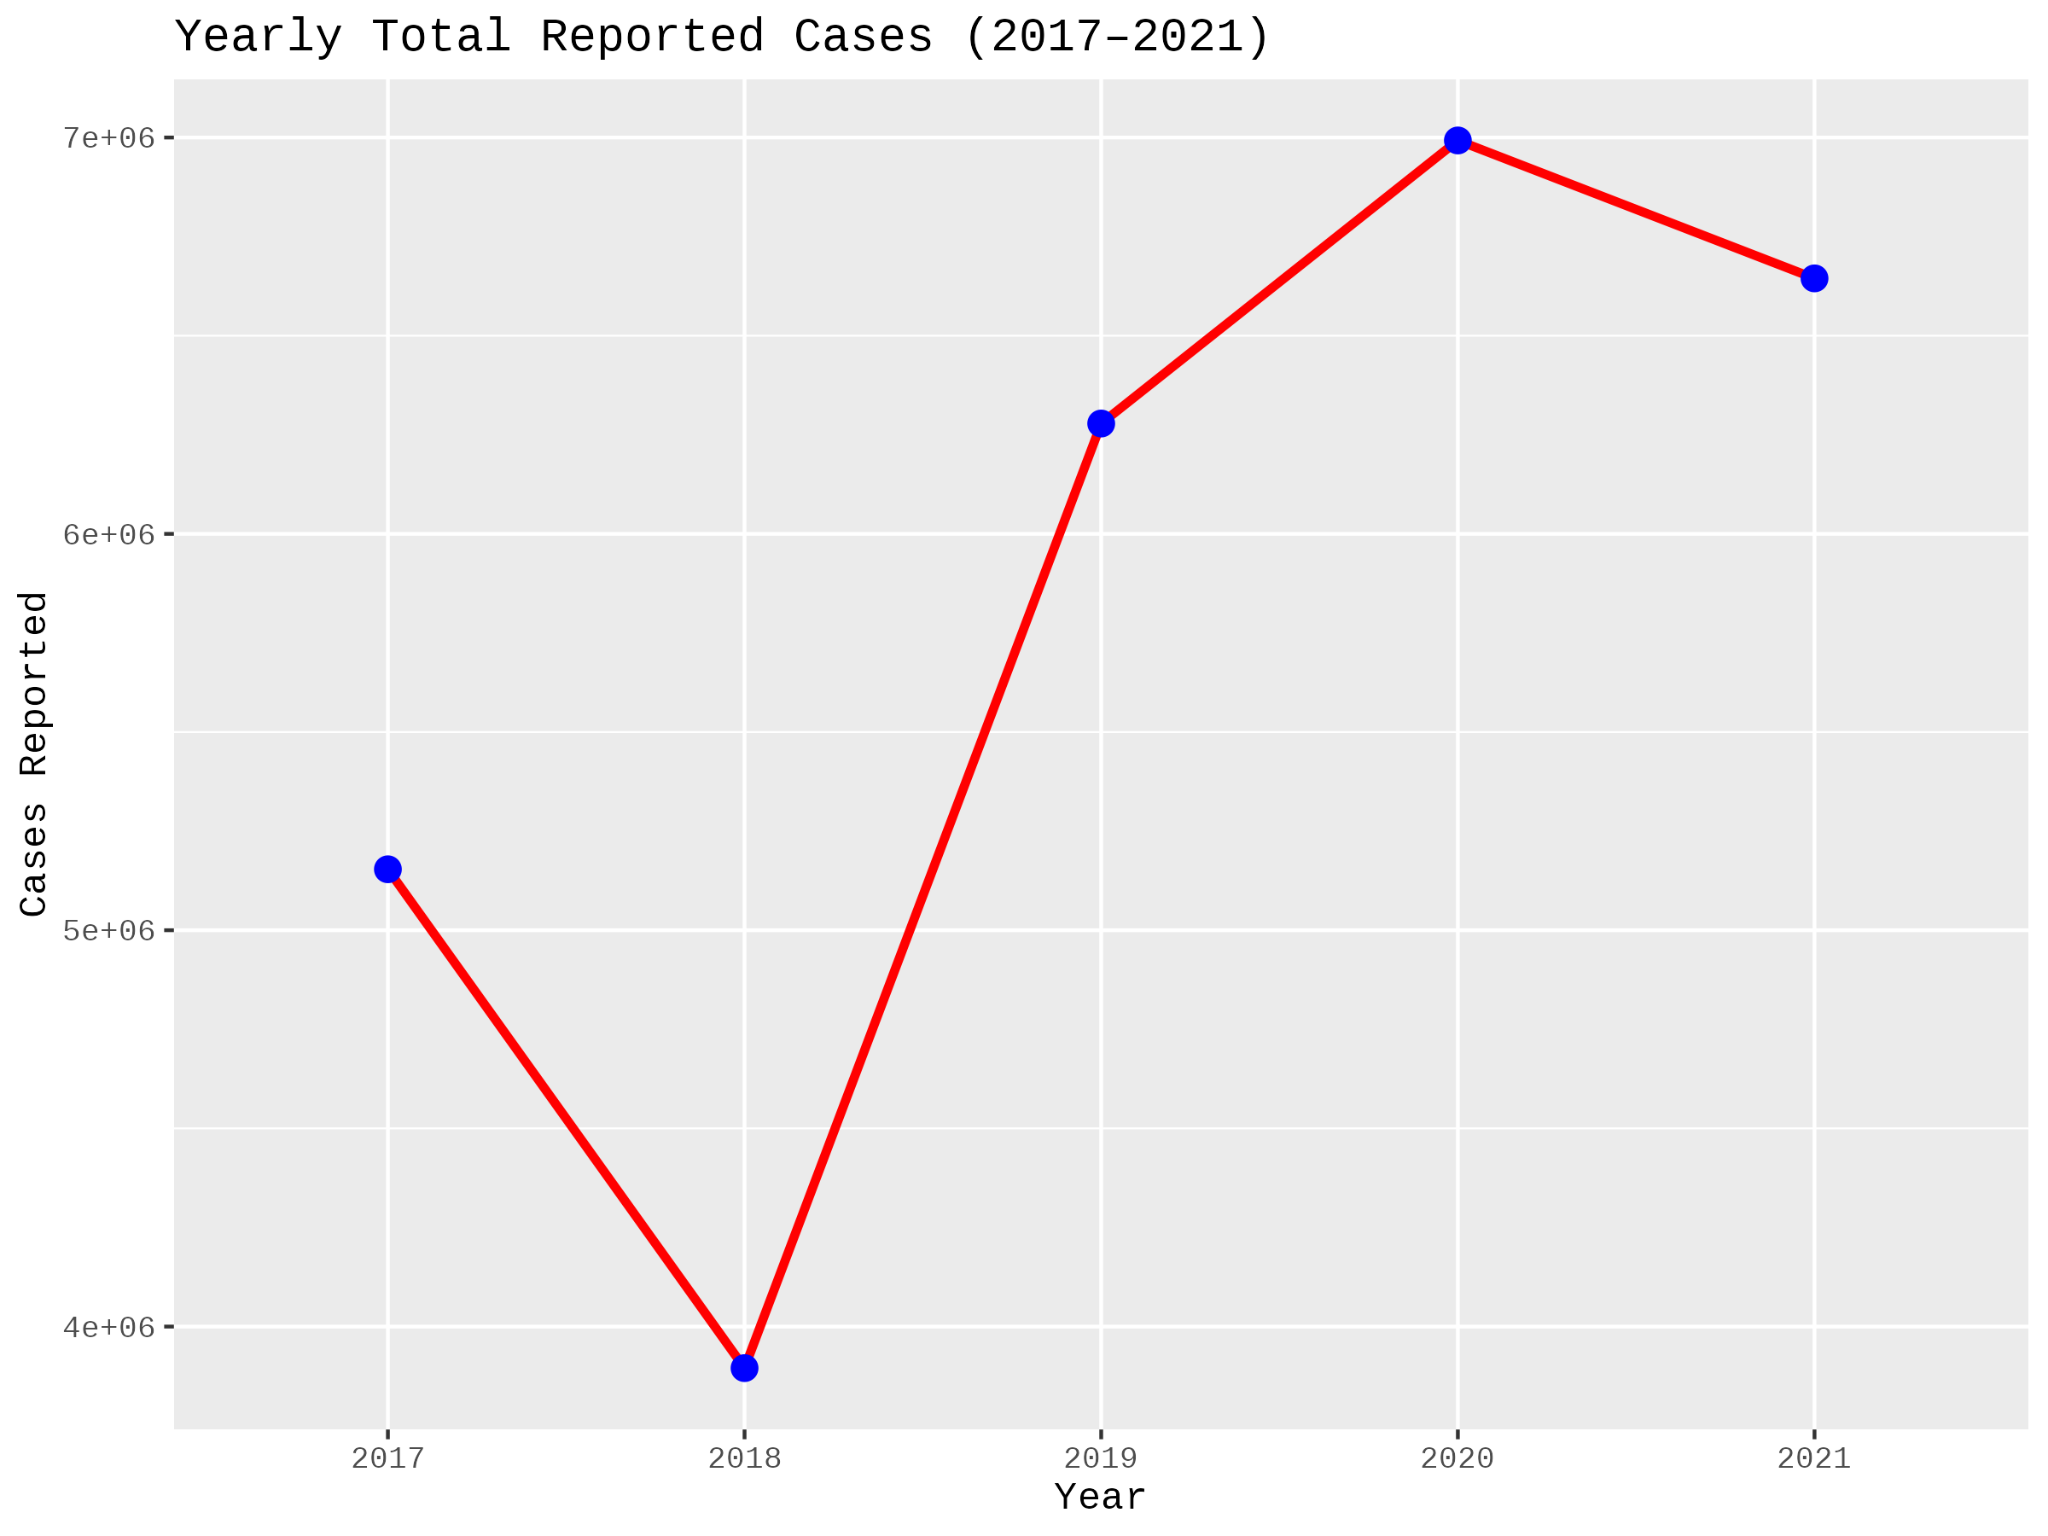 Yearly Total Reported Cases (2017–2021)
7e+06
6e+06
5e+06
4e+06
Cases Reported
2017 2018 2019 2020 2021
Year